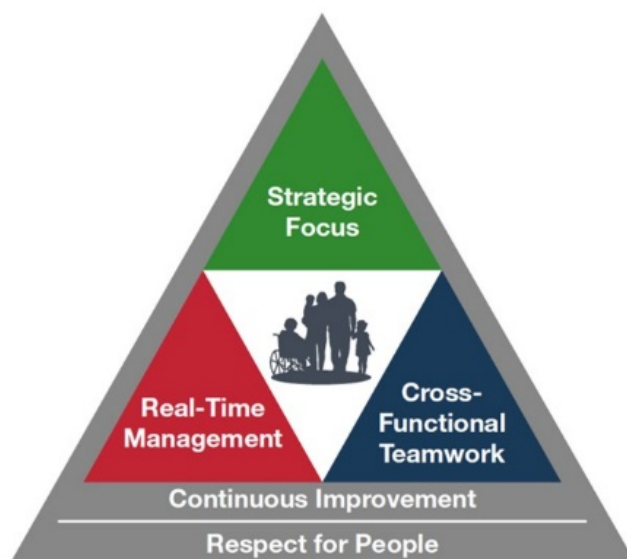 Strategic
Focus
Real-Time
Management
Cross-
Functional
Teamwork
Continuous Improvement
Respect for People